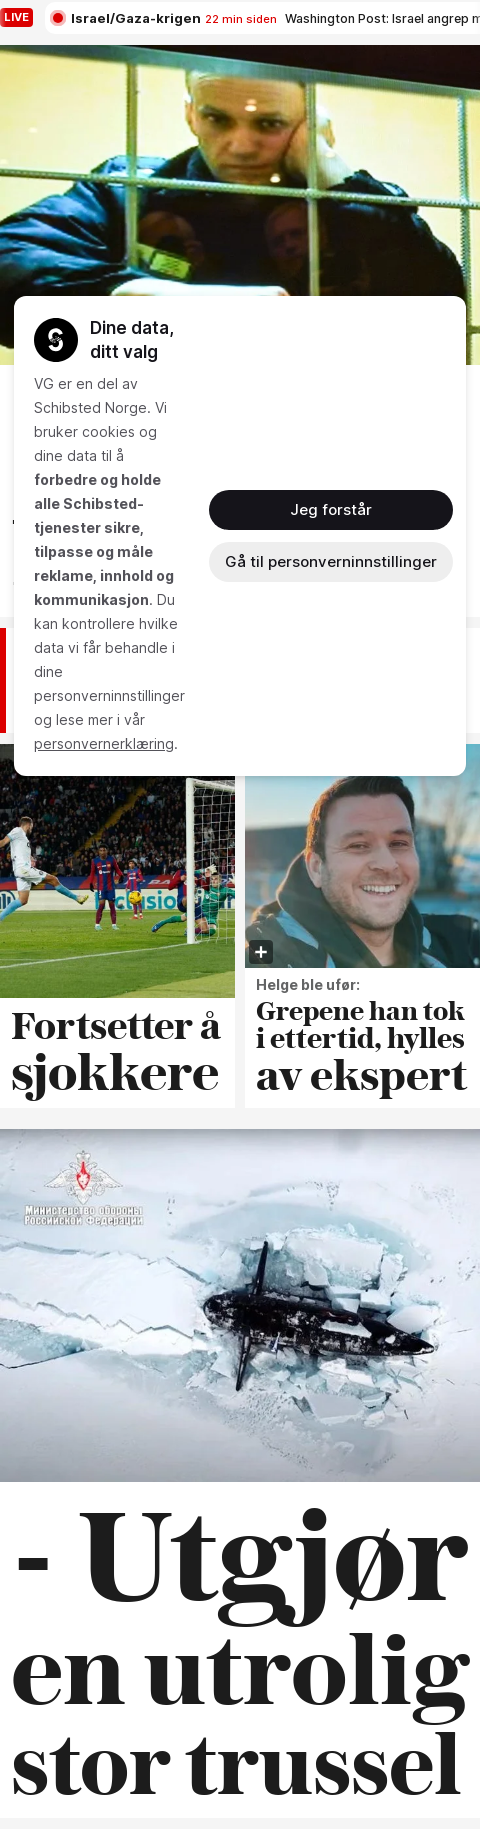 LIVE
Israel/Gaza-krigen 22 min siden Washington Post: Israel angrep
Dine data,
ditt valg
VG er en del av
Schibsted Norge. Vi
bruker cookies og
dine data til å
forbedre og holde
alle Schibsted-
tjenester sikre,
tilpasse og måle
reklame, innhold og
kommunikasjon. Du
kan kontrollere hvilke
data vi får behandle i
dine
personverninnstillinger
og lese mer i vår
personvernerklæring.
Jeg forstår
Gå til personverninnstillinger
Fortsetter å
sjokkere
Helge ble ufør:
Grepene han tok
i ettertid, hylles
av ekspert
Министерство обороны
Российской Федерации
- Utgjør
en utrolig
stor trussel